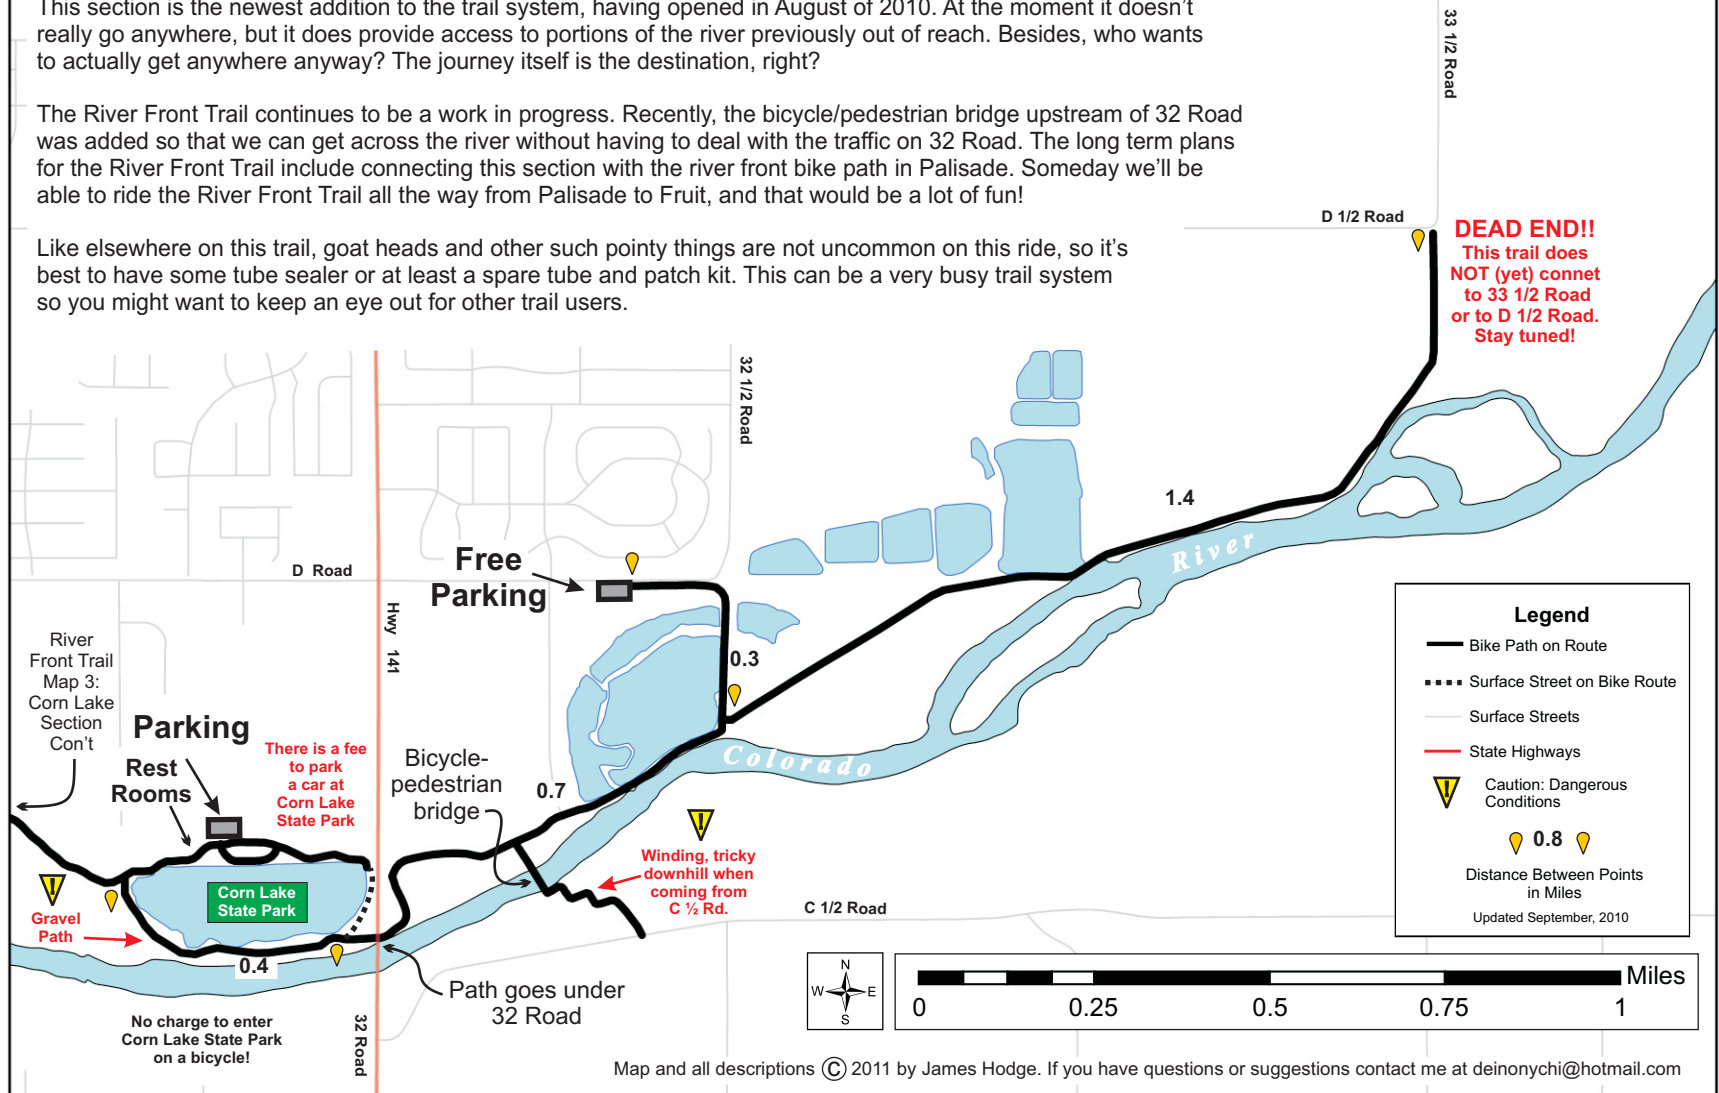 This section is the newest addition to the trail system, having opened in August of 2010. At the moment it doesn't
really go anywhere, but it does provide access to portions of the river previously out of reach. Besides, who wants
to actually get anywhere anyway? The journey itself is the destination, right?
The River Front Trail continues to be a work in progress. Recently, the bicycle/pedestrian bridge upstream of 32 Road
was added so that we can get across the river without having to deal with the traffic on 32 Road. The long term plans
for the River Front Trail include connecting this section with the river front bike path in Palisade. Someday we'll be
able to ride the River Front Trail all the way from Palisade to Fruit, and that would be a lot of fun!
Like elsewhere on this trail, goat heads and other such pointy things are not uncommon on this ride, so it's
best to have some tube sealer or at least a spare tube and patch kit. This can be a very busy trail system
so you might want to keep an eye out for other trail users.
33 1/2 Road
D 1/2 Road
DEAD END!!
This trail does
NOT (yet) connet
to 33 1/2 Road
or to D 1/2 Road.
Stay tuned!
32 1/2 Road
1.4
River
Free
Parking
D Road
Hwy 141
0.3
River
Front Trail
Map 3:
Corn Lake
Section
Con't
Parking
Rest
Rooms
There is a fee
to park
a car at
Corn Lake
State Park
Bicycle-
pedestrian
bridge
0.7
Colorado
Winding, tricky
downhill when
coming from
C ½ Rd.
Corn Lake
State Park
Gravel
Path
0.4
C 1/2 Road
Path goes under
32 Road
No charge to enter
Corn Lake State Park
on a bicycle!
32 Road
Legend
Bike Path on Route
Surface Street on Bike Route
Surface Streets
State Highways
!
Caution: Dangerous
Conditions
0.8
Distance Between Points
in Miles
Updated September, 2010
N
W E
S
Miles
0 0.25 0.5 0.75 1
Map and all descriptions © 2011 by James Hodge. If you have questions or suggestions contact me at deinonychi@hotmail.com